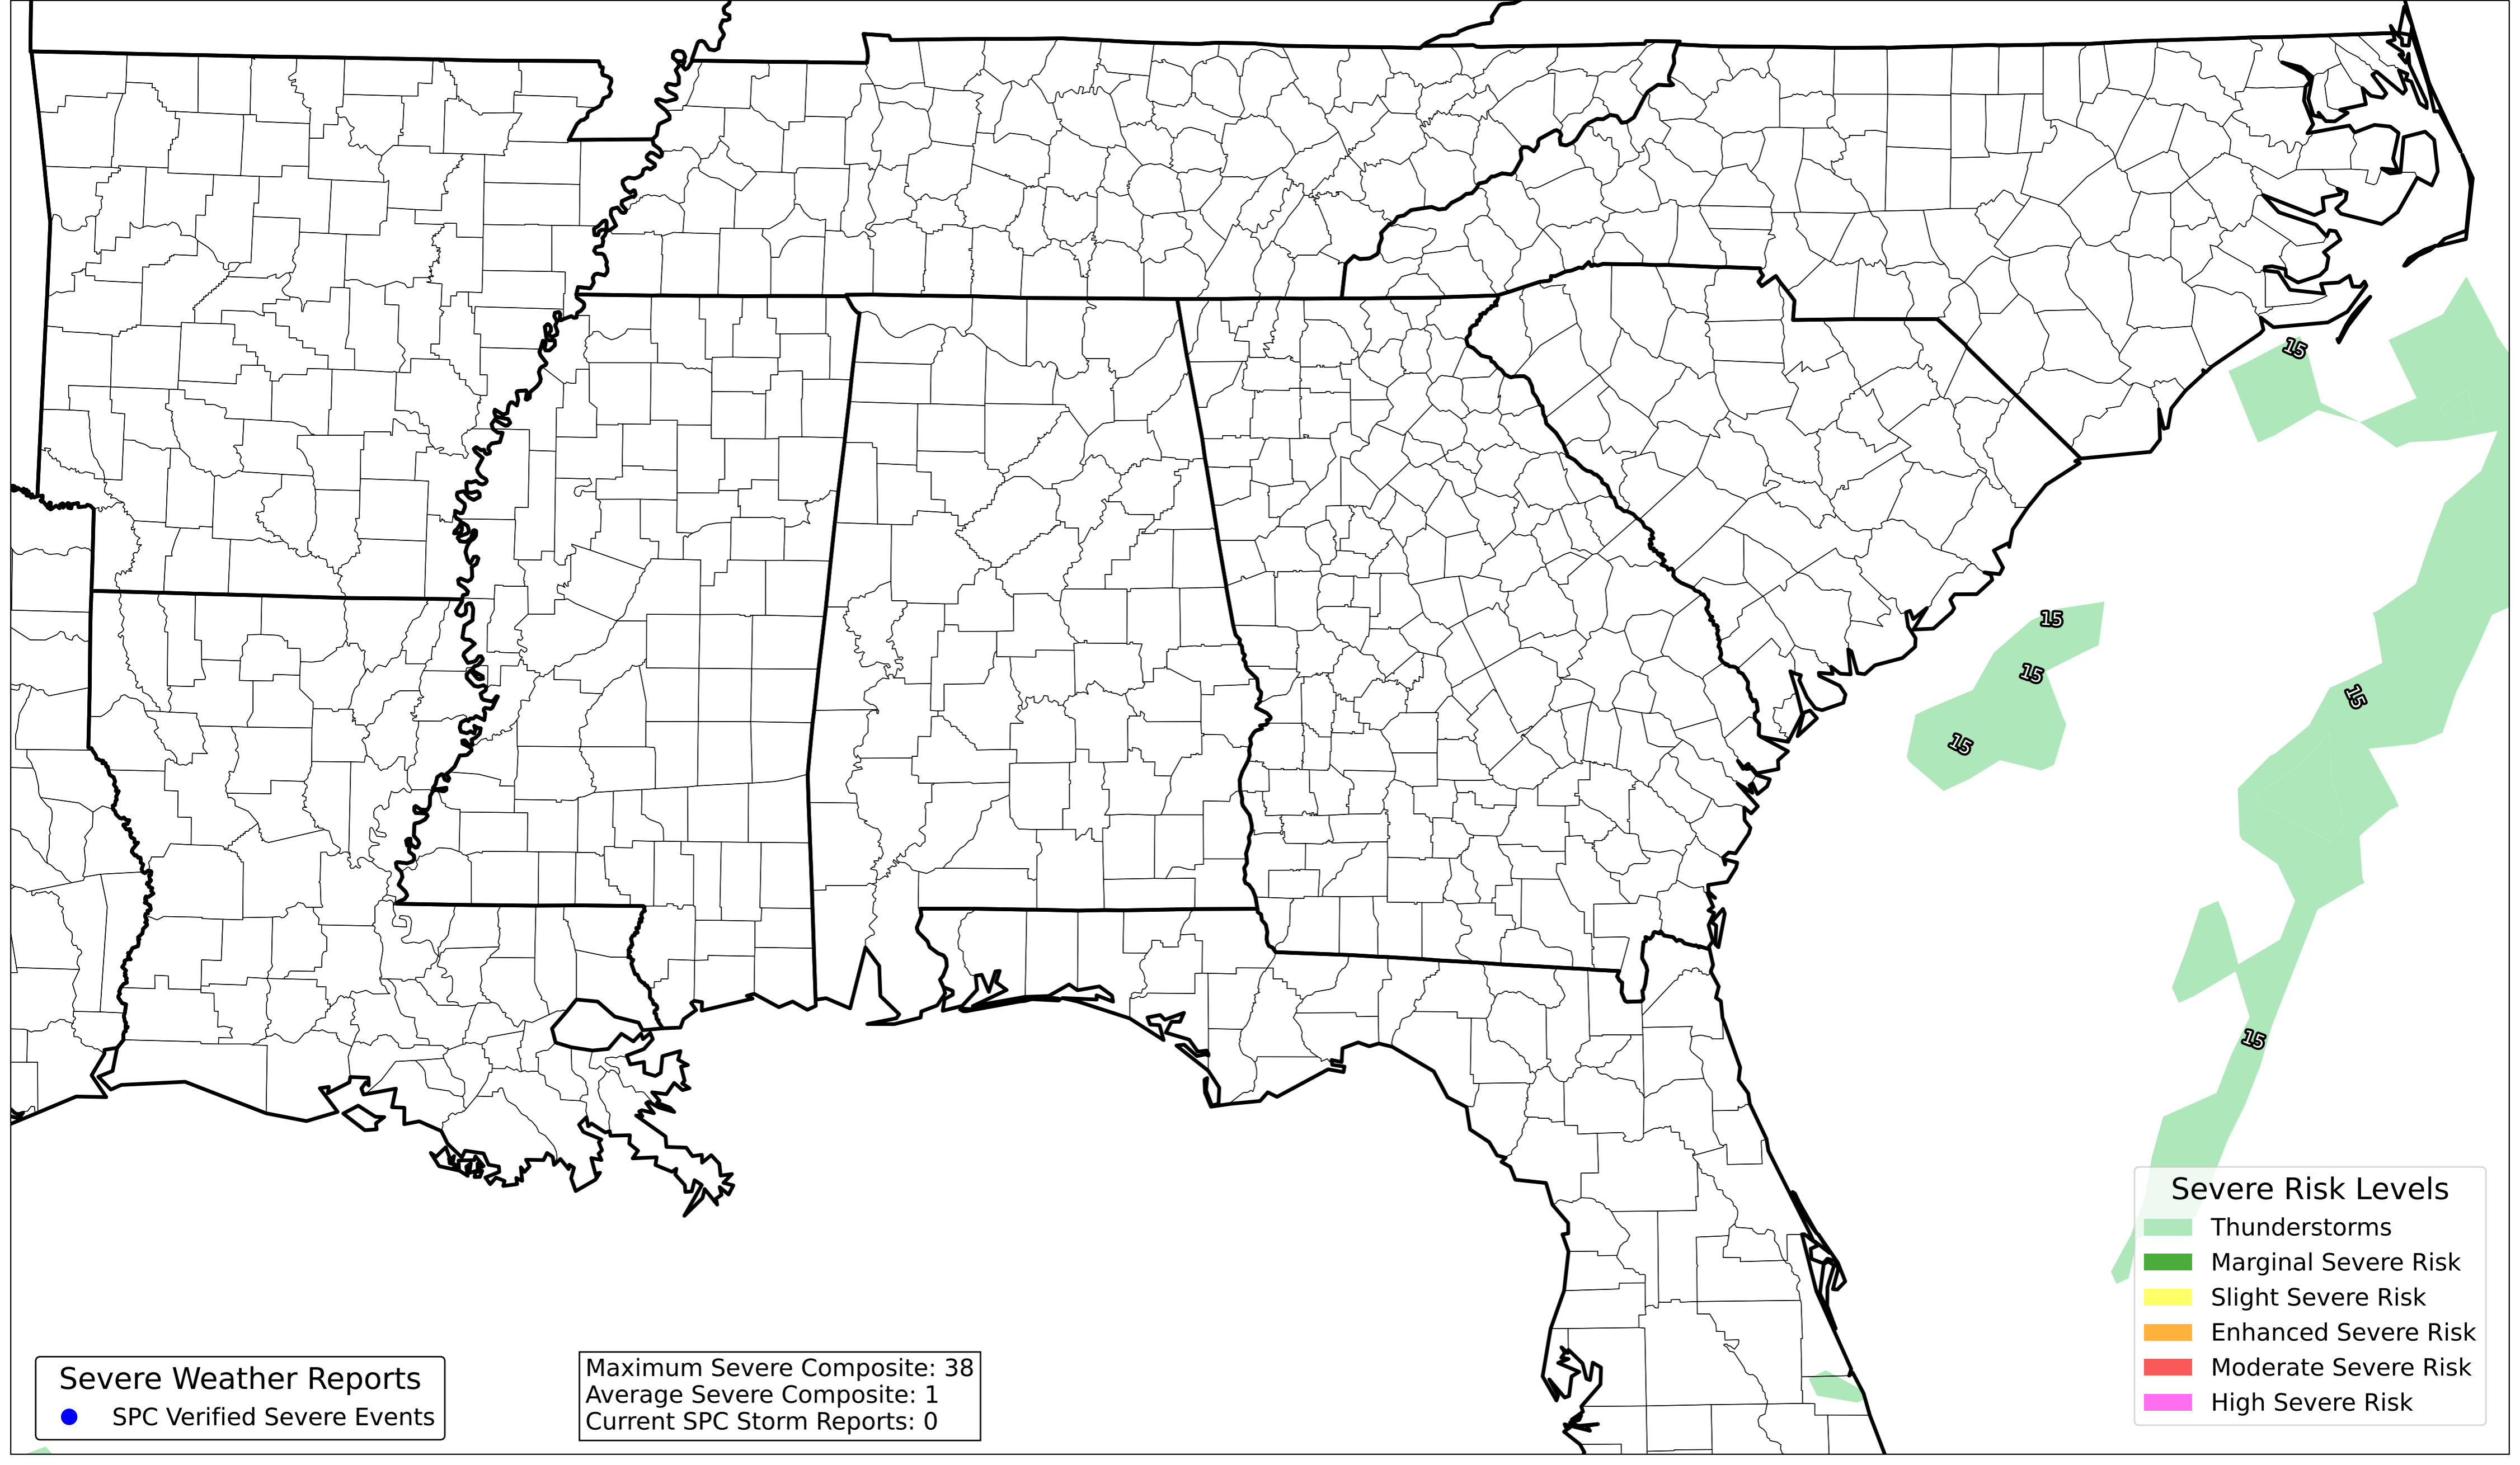 15
15
15
15
15
15
Severe Risk Levels
Thunderstorms
Marginal Severe Risk
Slight Severe Risk
Enhanced Severe Risk
Moderate Severe Risk
High Severe Risk
Severe Weather Reports
SPC Verified Severe Events
Maximum Severe Composite: 38
Average Severe Composite: 1
Current SPC Storm Reports: 0